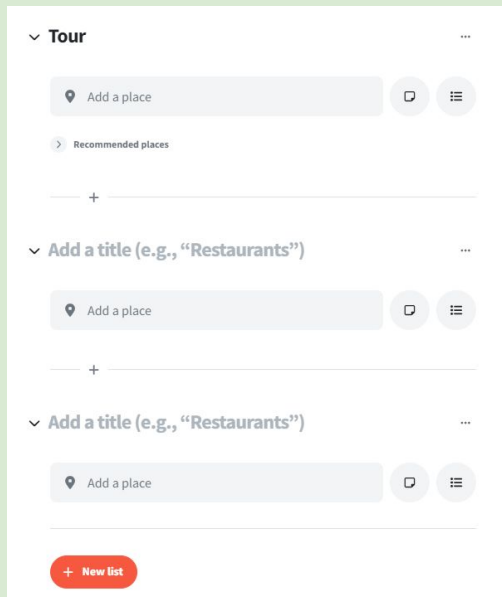 Tour
Add a place
Recommended places
Add a title (e.g., “Restaurants”)
Add a place
Add a title (e.g., “Restaurants”)
Add a place
New list